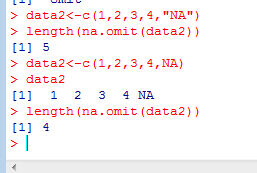 > data2<-c(1,2,3,4,"NA")
> length(na.omit(data2))
[1] 5
> data2<-c(1,2,3,4,NA)
> data2
[1]  1  2  3  4 NA
> length(na.omit(data2))
[1] 4
>